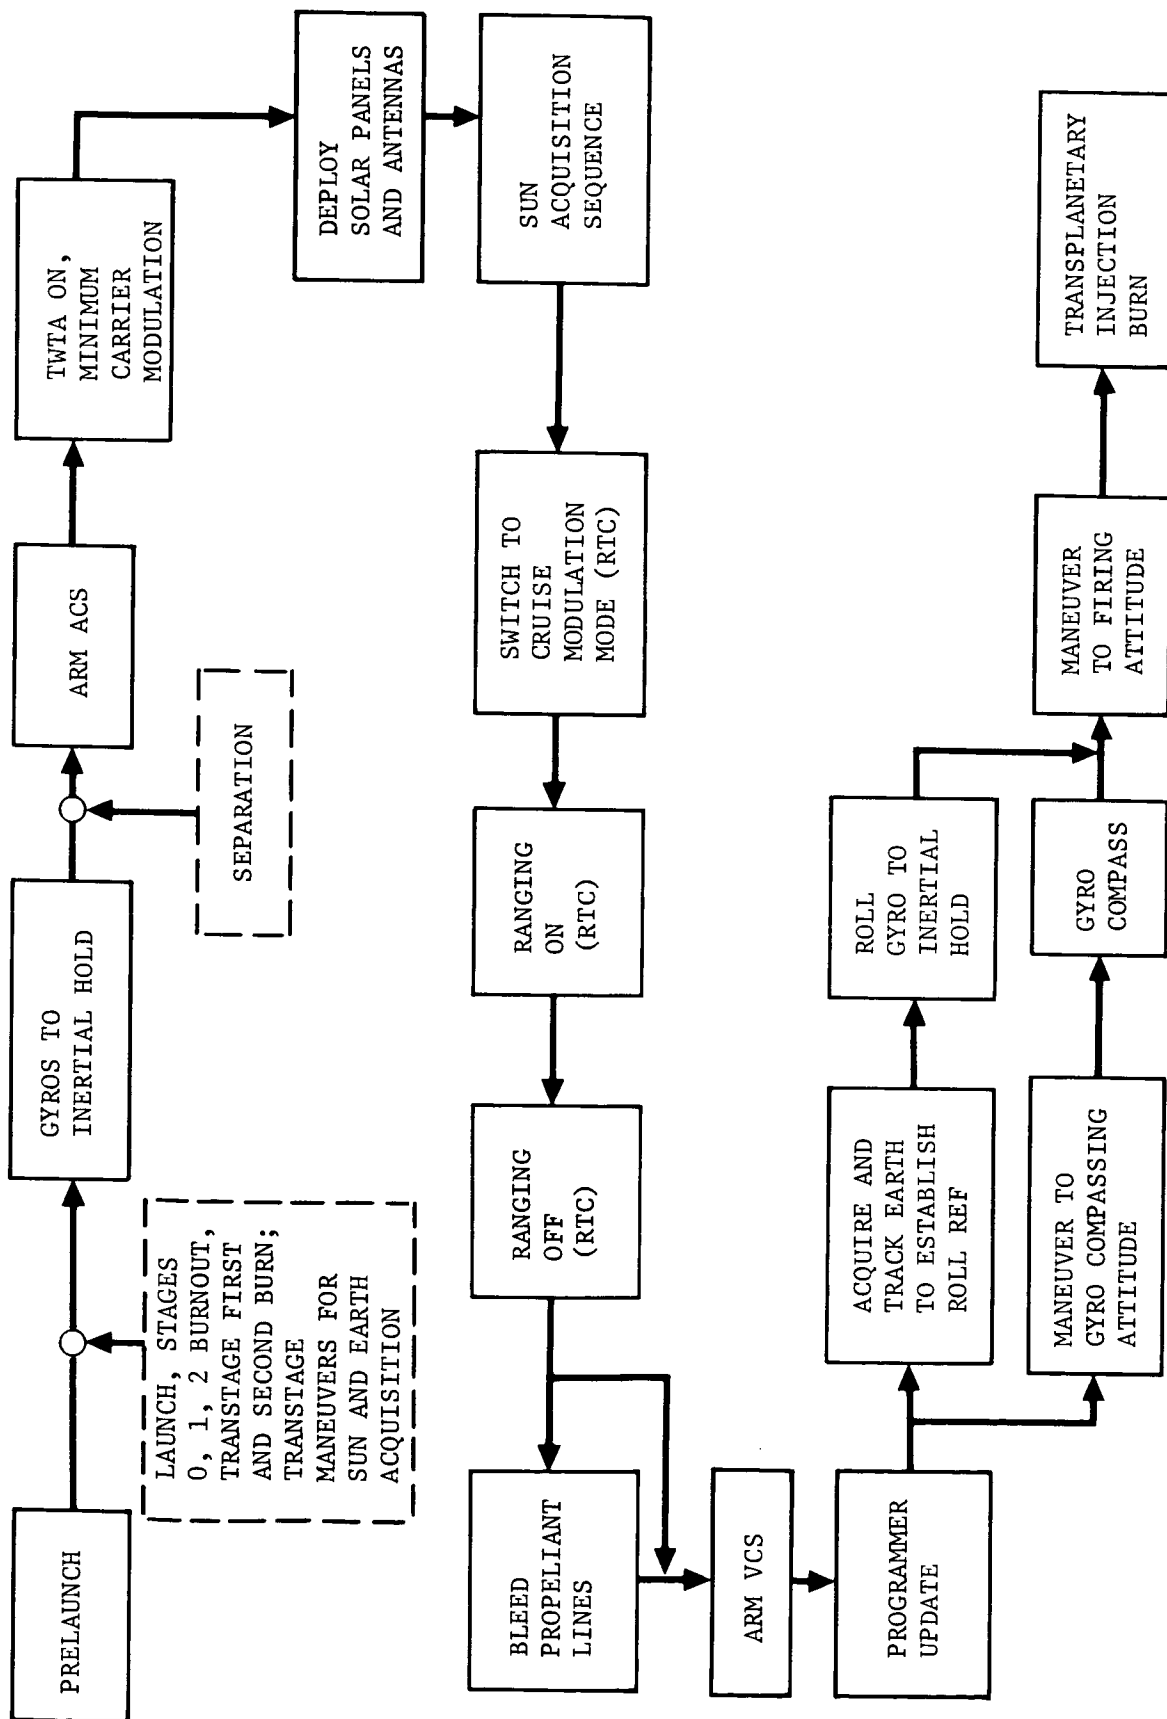 PRELAUNCH
LAUNCH, STAGES
0, 1, 2 BURNOUT,
TRANSTAGE FIRST
AND SECOND BURN;
TRANSTAGE
MANEUVERS FOR
SUN AND EARTH
ACQUISITION
GYROS TO
INERTIAL HOLD
SEPARATION
ARM ACS
TWTA ON,
MINIMUM
CARRIER
MODULATION
DEPLOY
SOLAR PANELS
AND ANTENNAS
SUN
ACQUISITION
SEQUENCE
SWITCH TO
CRUISE
MODULATION
MODE (RTC)
RANGING
ON
(RTC)
RANGING
OFF
(RTC)
BLEED
PROPELIANT
LINES
ARM VCS
PROGRAMMER
UPDATE
ACQUIRE AND
TRACK EARTH
TO ESTABLISH
ROLL REF
ROLL
GYRO TO
INERTIAL
HOLD
MANEUVER TO
GYRO COMPASSING
ATTITUDE
GYRO
COMPASS
MANEUVER
TO FIRING
ATTITUDE
TRANSPLANETARY
INJECTION
BURN